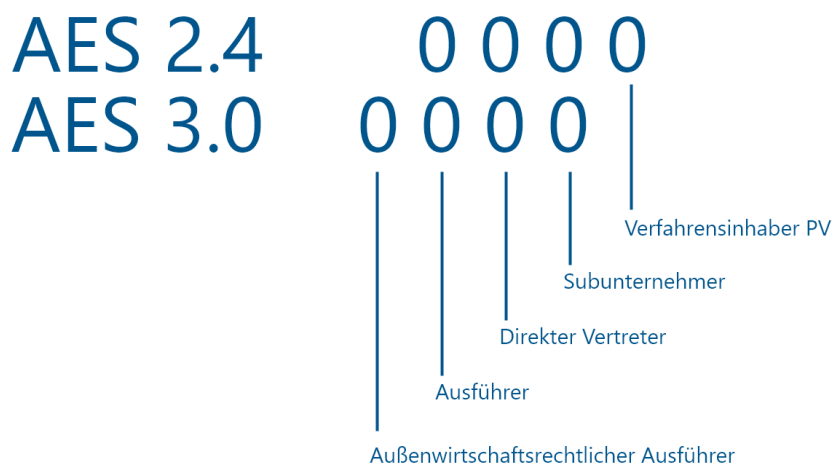 AES 2.4 0 0 0 0
AES 3.0 0 0 0 0
Verfahrensinhaber PV
Subunternehmer
Direkter Vertreter
Ausführer
Außenwirtschaftsrechtlicher Ausführer